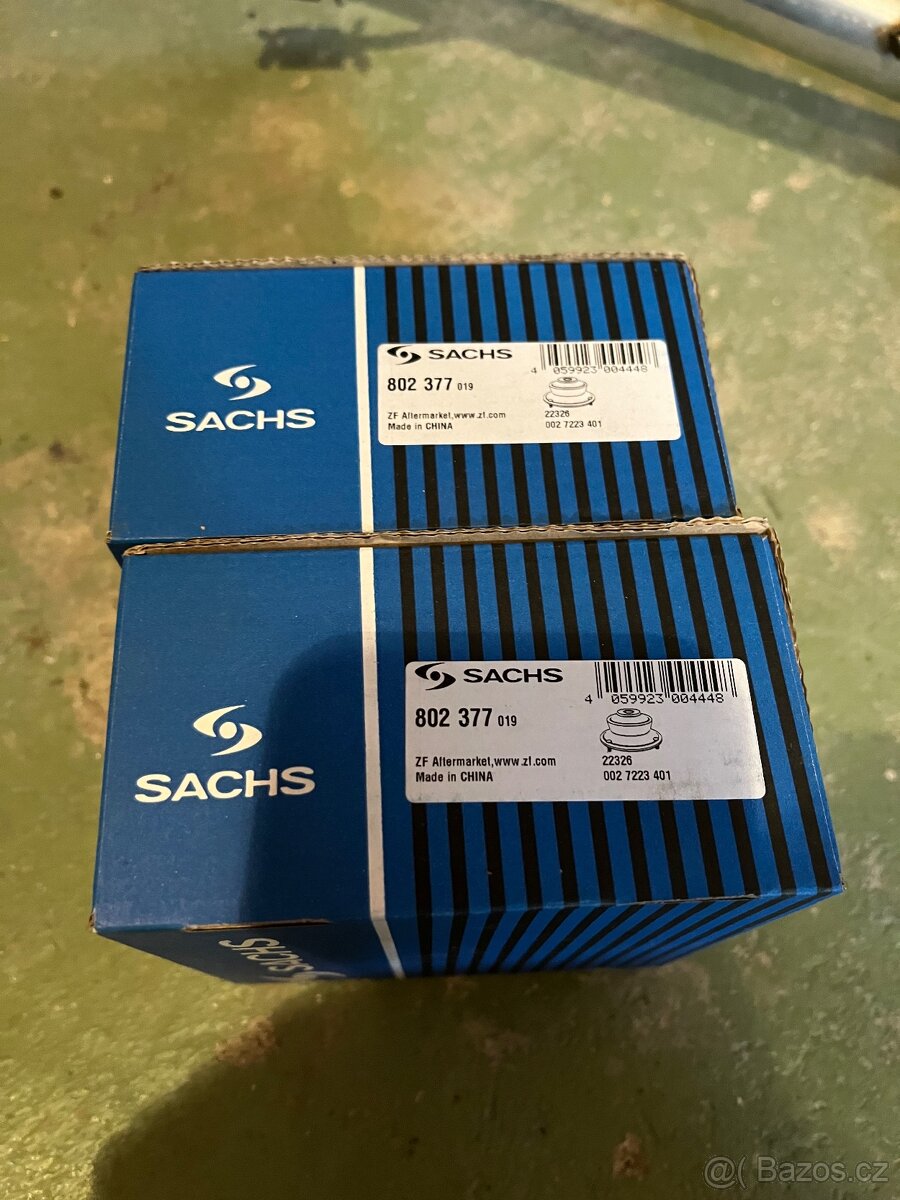 SACHS
SACHS
4 059923 004448
802 377 019
ZF Aftermarket,www.zf.com
Made in CHINA
22326
002 7223 401
SACHS
SACHS
4 059923 004448
802 377 019
ZF Aftermarket,www.zf.com
Made in CHINA
22326
002 7223 401
SACHS
@( Bazos.cz